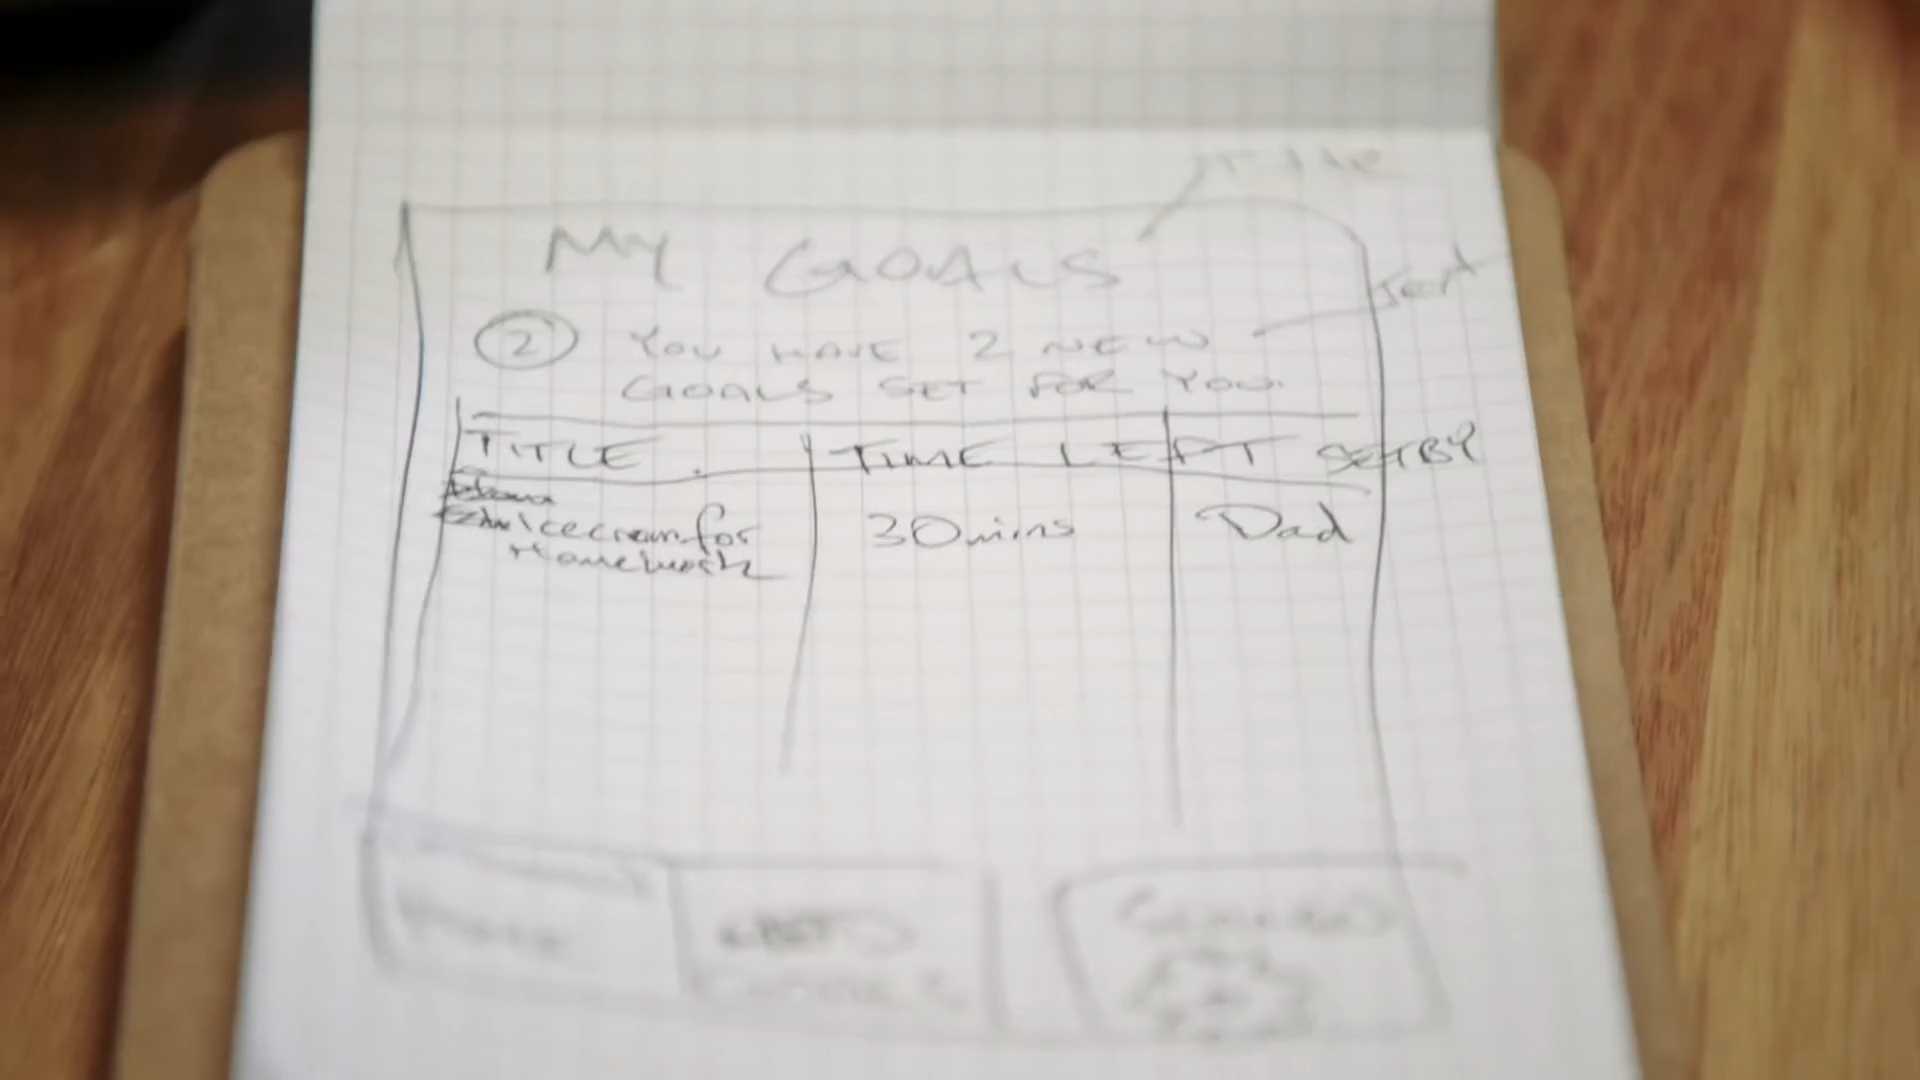 Title
MY GOALS
Text
2 YOU HAVE 2 NEW
GOALS SET FOR YOU.
TITLE TIME LEFT SET BY
Icecream for 30mins Dad
Homework